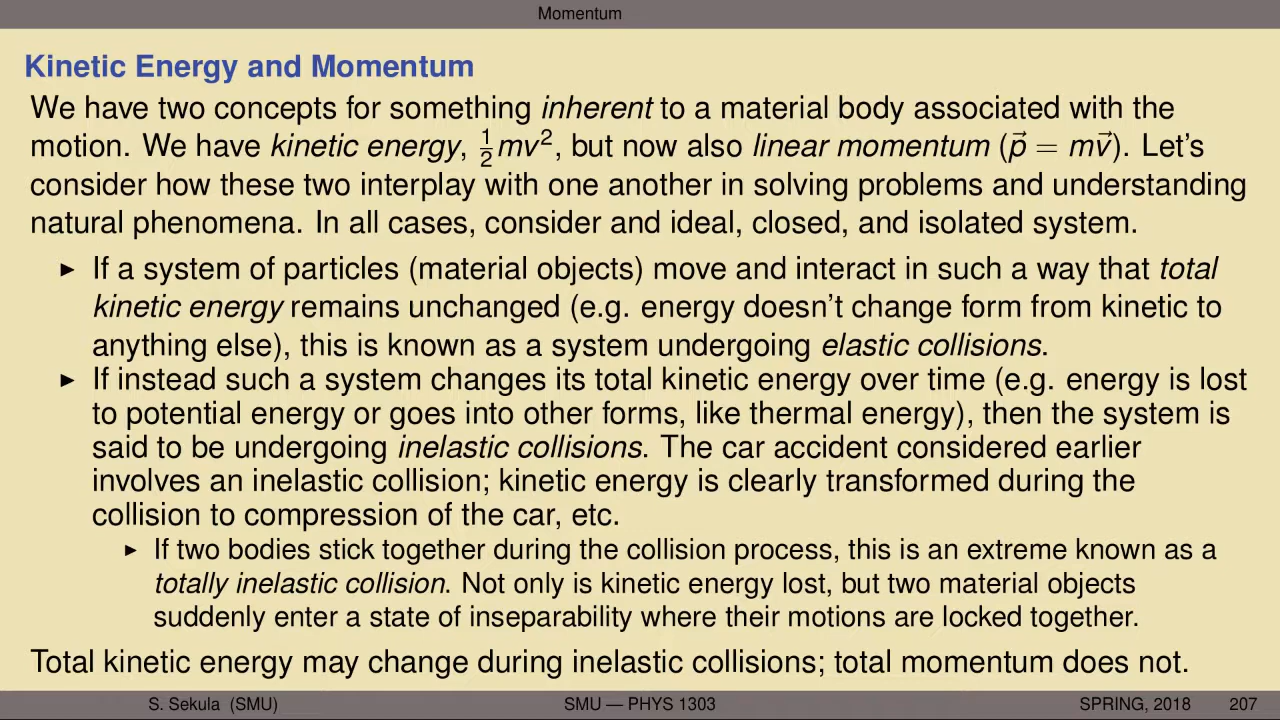 Momentum
Kinetic Energy and Momentum
We have two concepts for something inherent to a material body associated with the
motion. We have kinetic energy, ½mv², but now also linear momentum (p⃗ = mv⃗). Let's
consider how these two interplay with one another in solving problems and understanding
natural phenomena. In all cases, consider and ideal, closed, and isolated system.
▶ If a system of particles (material objects) move and interact in such a way that total
kinetic energy remains unchanged (e.g. energy doesn't change form from kinetic to
anything else), this is known as a system undergoing elastic collisions.
▶ If instead such a system changes its total kinetic energy over time (e.g. energy is lost
to potential energy or goes into other forms, like thermal energy), then the system is
said to be undergoing inelastic collisions. The car accident considered earlier
involves an inelastic collision; kinetic energy is clearly transformed during the
collision to compression of the car, etc.
▶ If two bodies stick together during the collision process, this is an extreme known as a
totally inelastic collision. Not only is kinetic energy lost, but two material objects
suddenly enter a state of inseparability where their motions are locked together.
Total kinetic energy may change during inelastic collisions; total momentum does not.
S. Sekula (SMU) SMU — PHYS 1303 SPRING, 2018 207